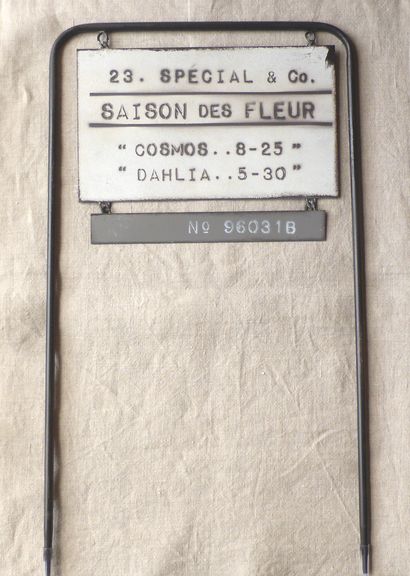 23. SPÉCIAL & Co.
SAISON DES FLEUR
“COSMOS..8-25”
“DAHLIA..5-30”
Nº 96031B